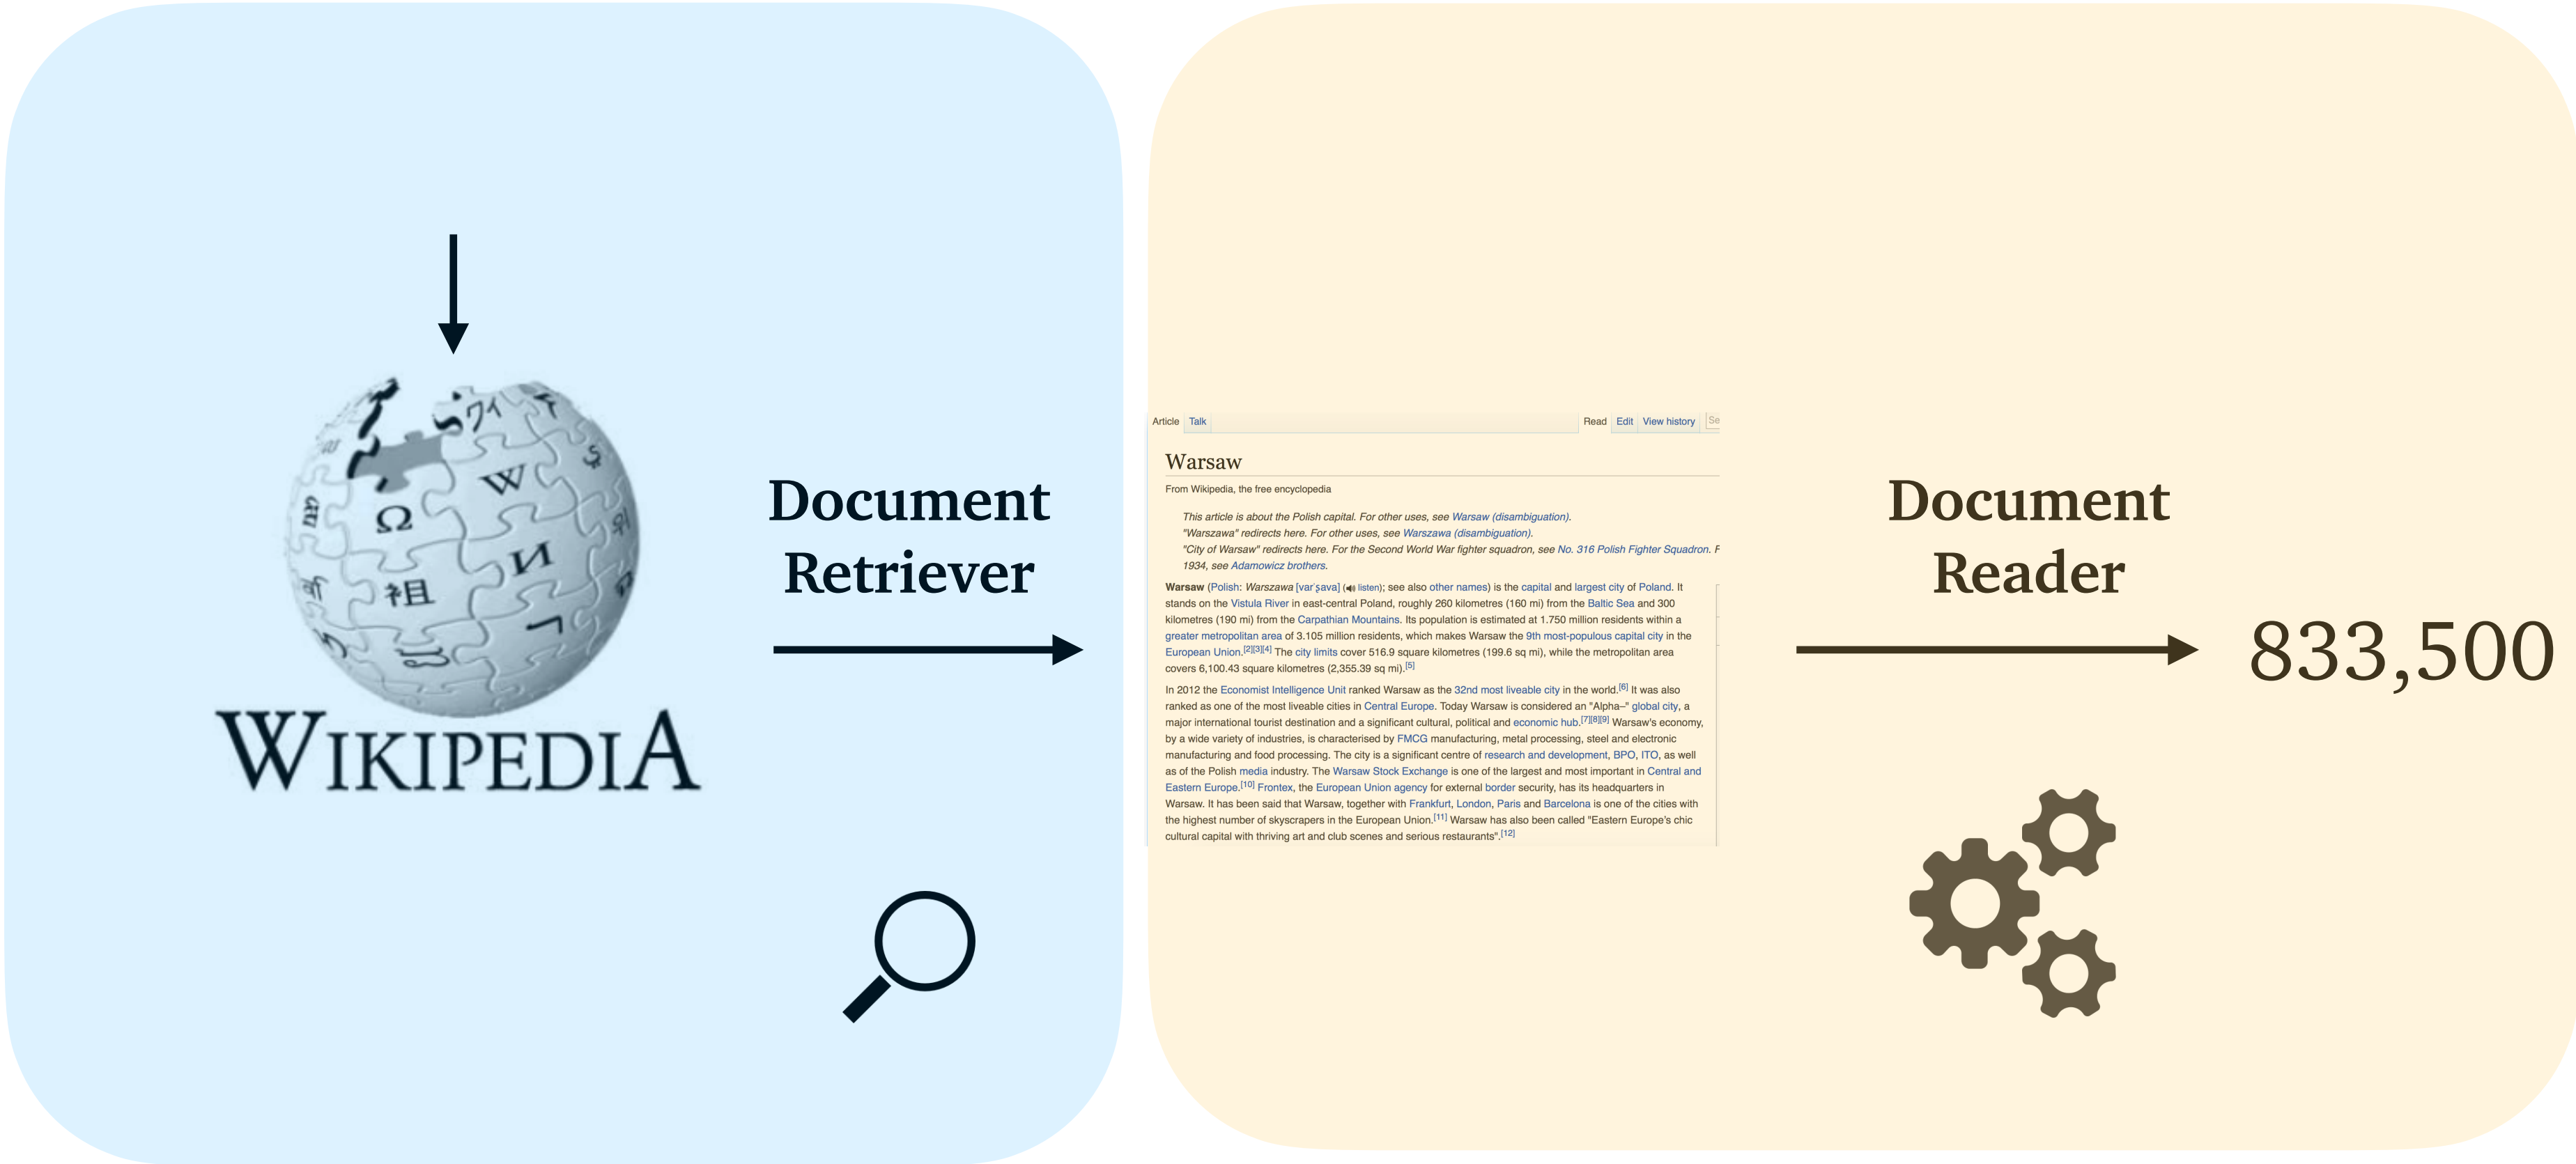 WIKIPEDIA
Document
Retriever
Article Talk Read Edit View history Se
Warsaw
From Wikipedia, the free encyclopedia
This article is about the Polish capital. For other uses, see Warsaw (disambiguation).
"Warszawa" redirects here. For other uses, see Warszawa (disambiguation).
"City of Warsaw" redirects here. For the Second World War fighter squadron, see No. 316 Polish Fighter Squadron. F
1934, see Adamowicz brothers.
Warsaw (Polish: Warszawa [varˈʂava] (listen); see also other names) is the capital and largest city of Poland. It
stands on the Vistula River in east-central Poland, roughly 260 kilometres (160 mi) from the Baltic Sea and 300
kilometres (190 mi) from the Carpathian Mountains. Its population is estimated at 1.750 million residents within a
greater metropolitan area of 3.105 million residents, which makes Warsaw the 9th most-populous capital city in the
European Union.[2][3][4] The city limits cover 516.9 square kilometres (199.6 sq mi), while the metropolitan area
covers 6,100.43 square kilometres (2,355.39 sq mi).[5]
In 2012 the Economist Intelligence Unit ranked Warsaw as the 32nd most liveable city in the world.[6] It was also
ranked as one of the most liveable cities in Central Europe. Today Warsaw is considered an "Alpha–" global city, a
major international tourist destination and a significant cultural, political and economic hub.[7][8][9] Warsaw's economy,
by a wide variety of industries, is characterised by FMCG manufacturing, metal processing, steel and electronic
manufacturing and food processing. The city is a significant centre of research and development, BPO, ITO, as well
as of the Polish media industry. The Warsaw Stock Exchange is one of the largest and most important in Central and
Eastern Europe.[10] Frontex, the European Union agency for external border security, has its headquarters in
Warsaw. It has been said that Warsaw, together with Frankfurt, London, Paris and Barcelona is one of the cities with
the highest number of skyscrapers in the European Union.[11] Warsaw has also been called "Eastern Europe's chic
cultural capital with thriving art and club scenes and serious restaurants".[12]
Document
Reader
833,500